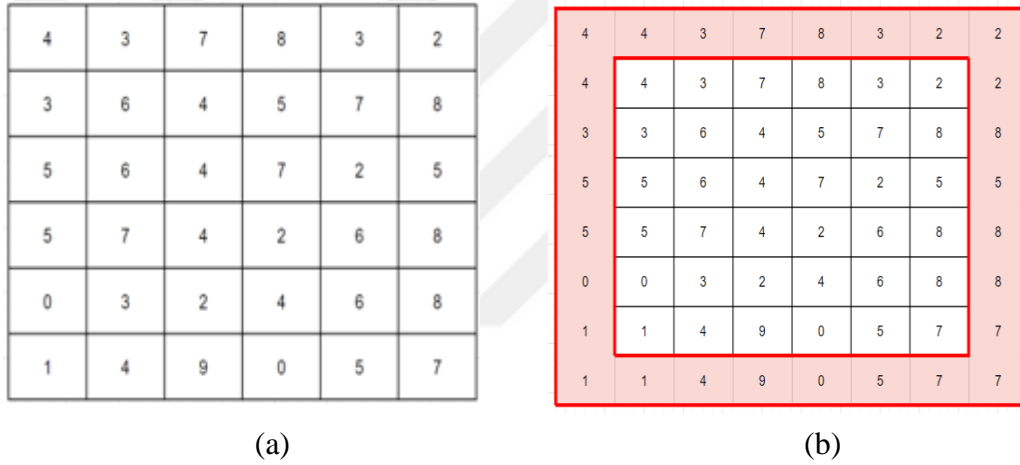 4 3 7 8 3 2
3 6 4 5 7 8
5 6 4 7 2 5
5 7 4 2 6 8
0 3 2 4 6 8
1 4 9 0 5 7
(a)
4 4 3 7 8 3 2 2
4 4 3 7 8 3 2 2
3 3 6 4 5 7 8 8
5 5 6 4 7 2 5 5
5 5 7 4 2 6 8 8
0 0 3 2 4 6 8 8
1 1 4 9 0 5 7 7
1 1 4 9 0 5 7 7
(b)